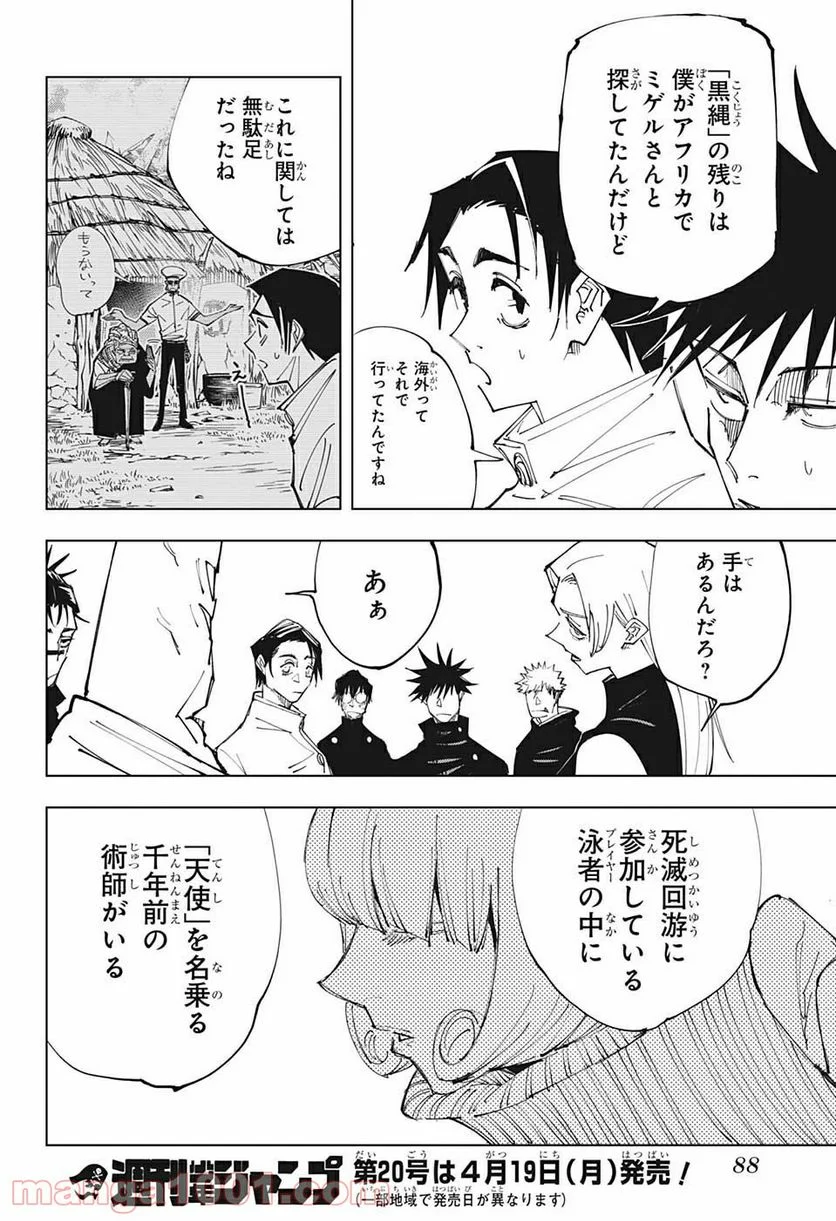 「黒縄」の残りは
僕がアフリカで
ミゲルさんと
探してたんだけど
海外って
それで
行ってたんですね
これに関しては
無駄足
だったね
もうないって
え
手は
あるんだろ?
あぁ
死滅回游に
参加している
泳者の中に
「天使」を名乗る
千年前の
術師がいる
88
週刊少年ジャンプ 第20号は4月19日(月)発売!
(一部地域で発売日が異なります)
manga1001.com